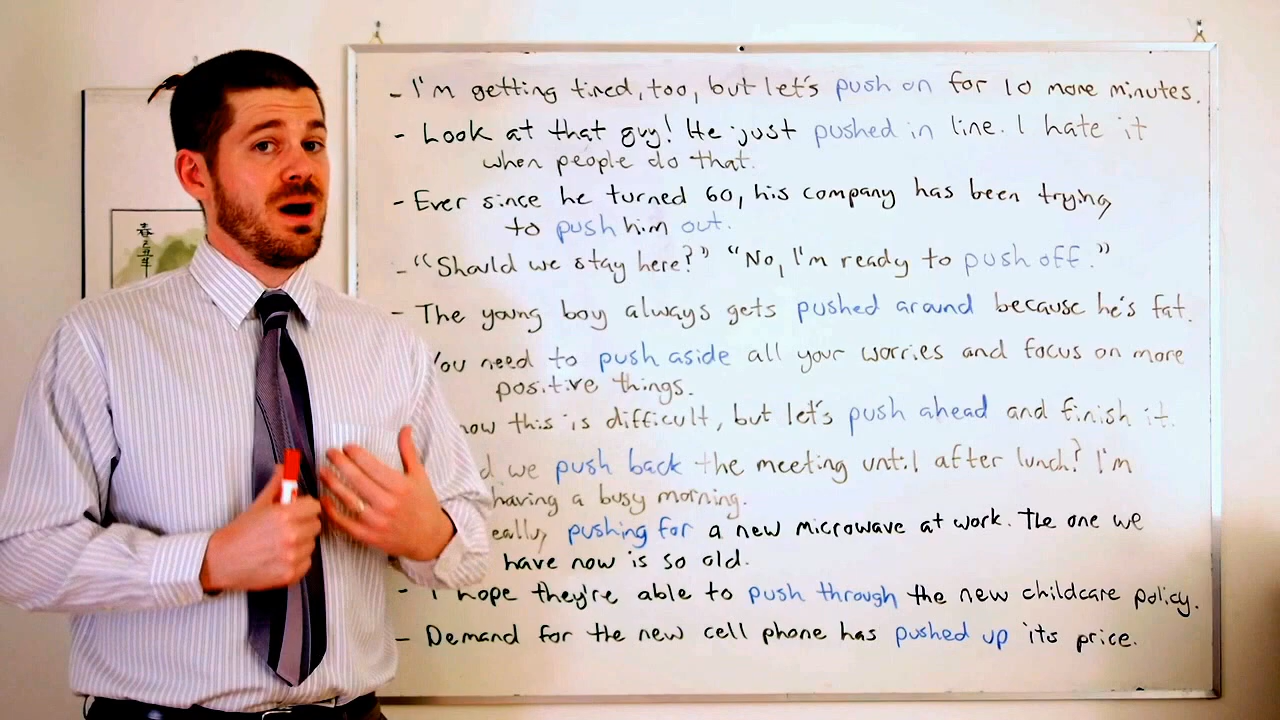 - I'm getting tired, too, but let's push on for 10 more minutes.
- Look at that guy! He just pushed in line. I hate it
when people do that.
- Ever since he turned 60, his company has been trying
to push him out.
- "Should we stay here?" "No, I'm ready to push off."
- The young boy always gets pushed around because he's fat.
You need to push aside all your worries and focus on more
positive things.
this is difficult, but let's push ahead and finish it.
we push back the meeting until after lunch? I'm
having a busy morning.
pushing for a new microwave at work. The one we
have now is so old.
- I hope they're able to push through the new childcare policy.
- Demand for the new cell phone has pushed up its price.
春己丑年